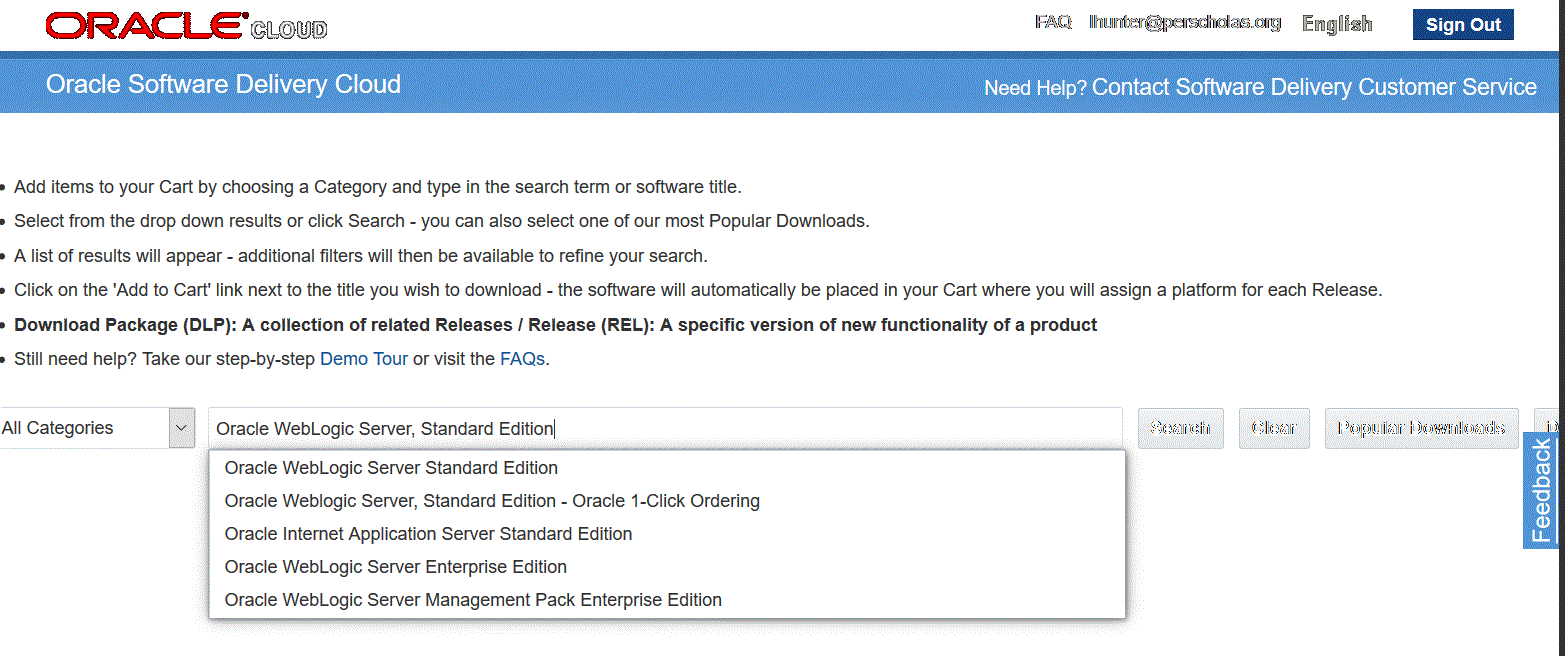 ORACLE CLOUD
FAQ lhunter@perscholas.org English Sign Out
Oracle Software Delivery Cloud
Need Help? Contact Software Delivery Customer Service
• Add items to your Cart by choosing a Category and type in the search term or software title.
• Select from the drop down results or click Search - you can also select one of our most Popular Downloads.
• A list of results will appear - additional filters will then be available to refine your search.
• Click on the 'Add to Cart' link next to the title you wish to download - the software will automatically be placed in your Cart where you will assign a platform for each Release.
• Download Package (DLP): A collection of related Releases / Release (REL): A specific version of new functionality of a product
• Still need help? Take our step-by-step Demo Tour or visit the FAQs.
All Categories Oracle WebLogic Server, Standard Edition Search Clear Popular Downloads
Oracle WebLogic Server Standard Edition
Oracle Weblogic Server, Standard Edition - Oracle 1-Click Ordering
Oracle Internet Application Server Standard Edition
Oracle WebLogic Server Enterprise Edition
Oracle WebLogic Server Management Pack Enterprise Edition
Feedback